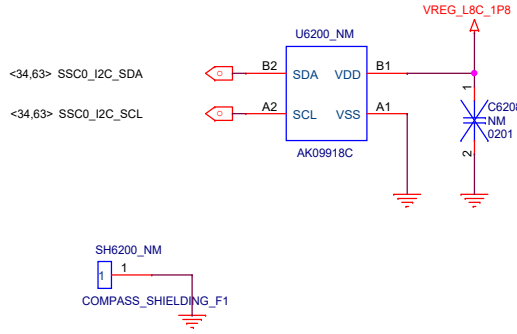 VREG_L8C_1P8
U6200_NM
<34,63> SSC0_I2C_SDA
B2
SDA
VDD
B1
<34,63> SSC0_I2C_SCL
A2
SCL
VSS
A1
AK09918C
1
C6208
NM
0201
2
SH6200_NM
1
1
COMPASS_SHIELDING_F1